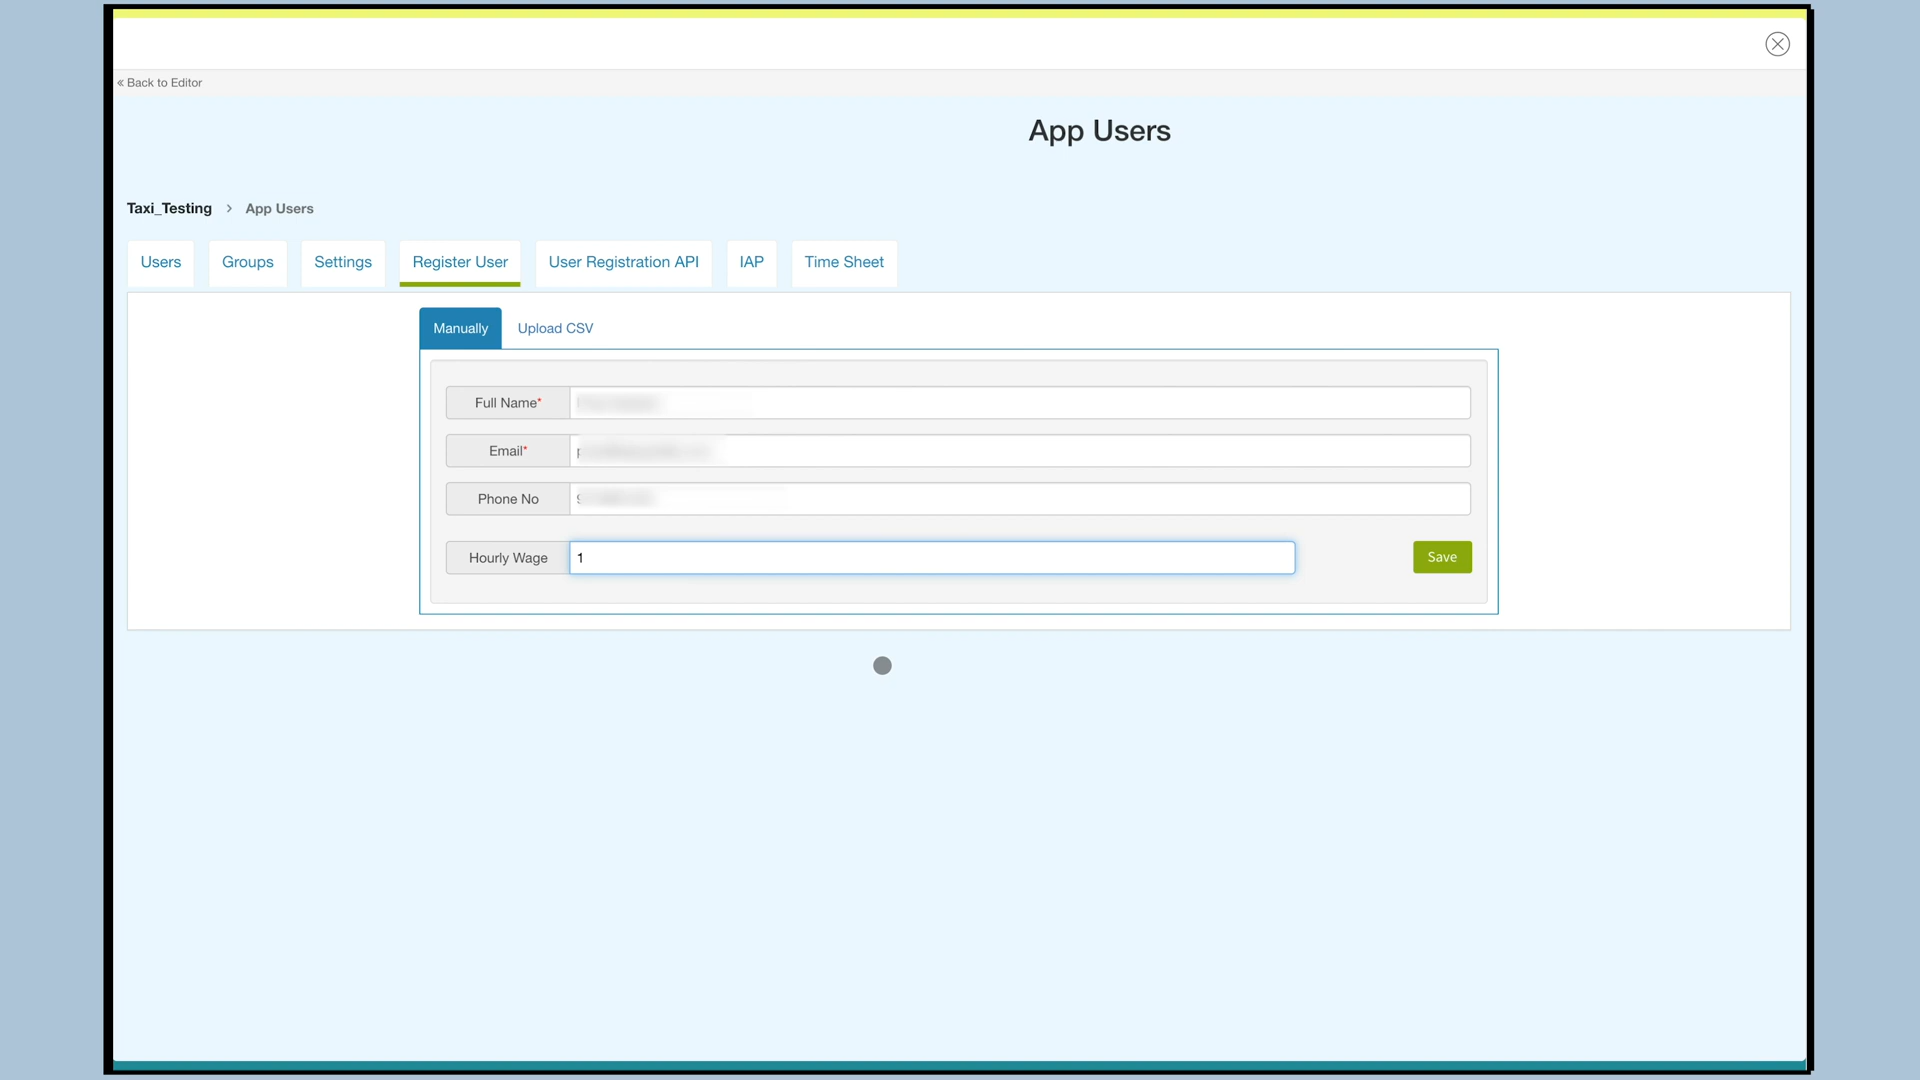 « Back to Editor
App Users
Taxi_Testing › App Users
Users Groups Settings Register User User Registration API IAP Time Sheet
Manually Upload CSV
Full Name*
Email*
Phone No
Hourly Wage 1 Save